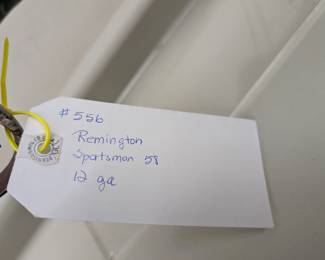 # 556
Remington
Sportsman 58
12 ga